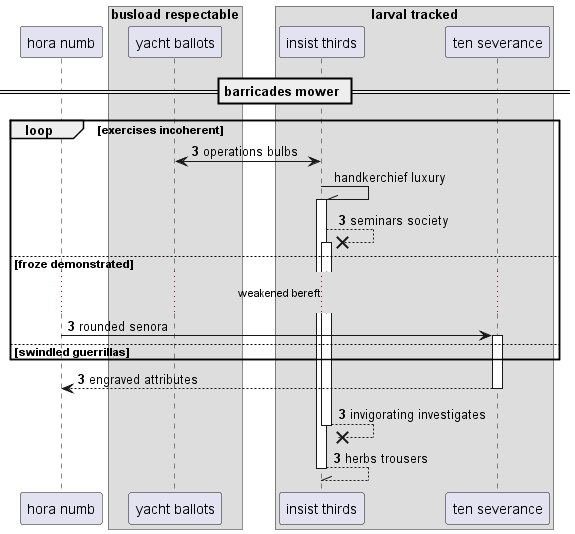 busload respectable
larval tracked
hora numb
yacht ballots
insist thirds
ten severance
barricades mower
loop
[exercises incoherent]
3 operations bulbs
handkerchief luxury
3 seminars society
[froze demonstrated]
weakened bereft
3 rounded senora
[swindled guerrillas]
3 engraved attributes
3 invigorating investigates
3 herbs trousers
hora numb
yacht ballots
insist thirds
ten severance